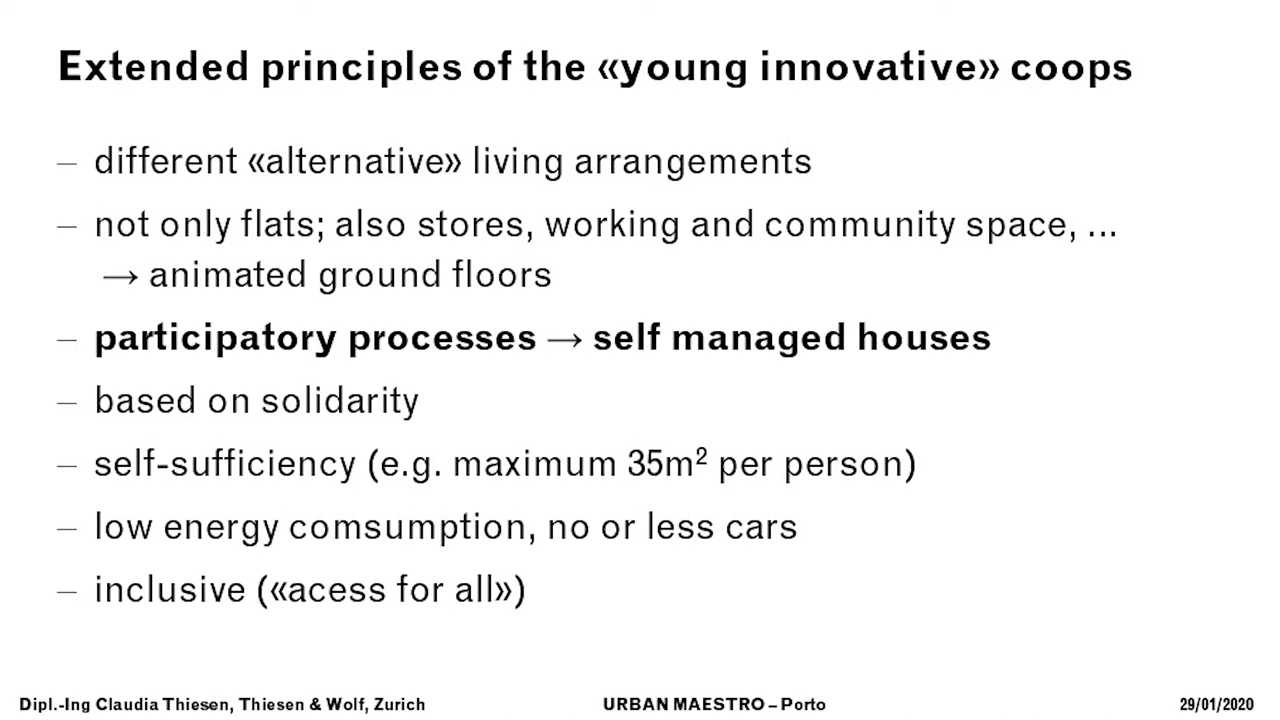 Extended principles of the «young innovative» coops
– different «alternative» living arrangements
– not only flats; also stores, working and community space, ...
→ animated ground floors
– participatory processes → self managed houses
– based on solidarity
– self-sufficiency (e.g. maximum 35m² per person)
– low energy comsumption, no or less cars
– inclusive («acess for all»)
Dipl.-Ing Claudia Thiesen, Thiesen & Wolf, Zurich URBAN MAESTRO – Porto 29/01/2020